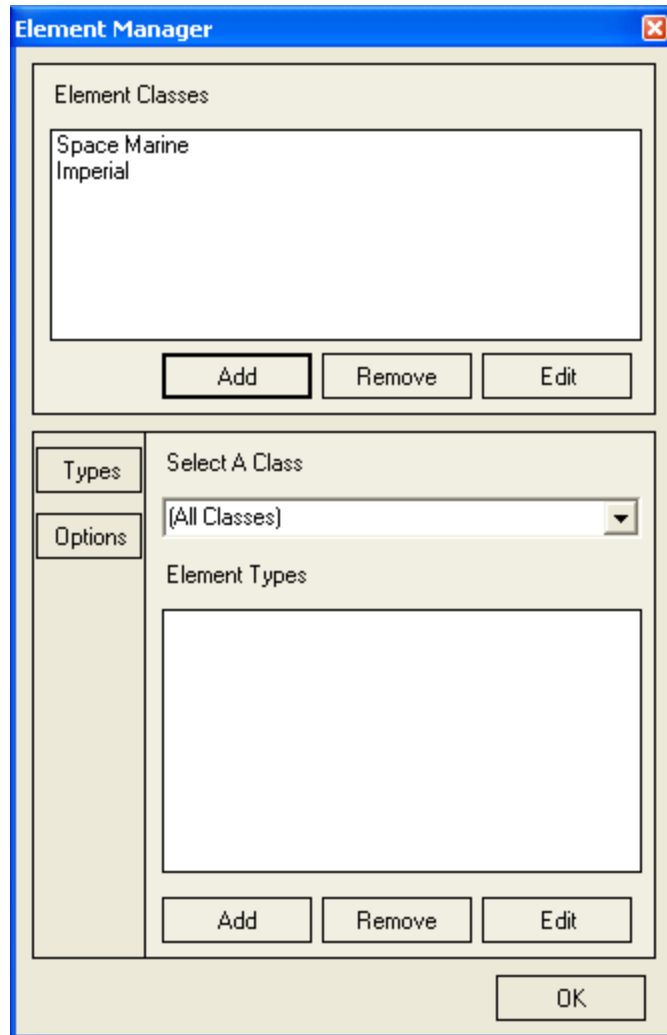 Element Manager
Element Classes
Space Marine
Imperial
Add Remove Edit
Types
Options
Select A Class
(All Classes)
Element Types
Add Remove Edit
OK